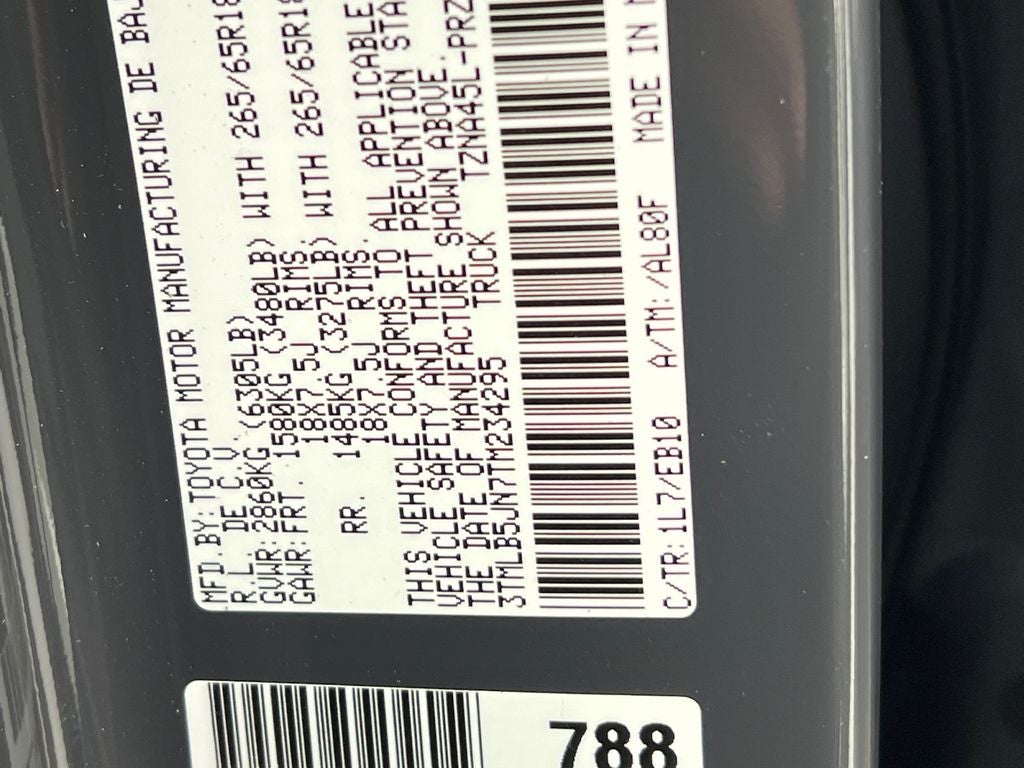 MFD.BY:TOYOTA MOTOR MANUFACTURING DE BAJ
R.L. DE C.V.
GVWR:2860KG (6305LB)
GAWR:FRT. 1580KG (3480LB) WITH 265/65R18
18X7.5J RIMS.
RR. 1485KG (3275LB) WITH 265/65R18
18X7.5J RIMS.
THIS VEHICLE CONFORMS TO ALL APPLICABLE
VEHICLE SAFETY AND THEFT PREVENTION STA
THE DATE OF MANUFACTURE SHOWN ABOVE.
3TMLB5JN7TM234295 TRUCK TZNA45L-PRZ
C/TR:1L7/EB10 A/TM:/AL80F MADE IN
788